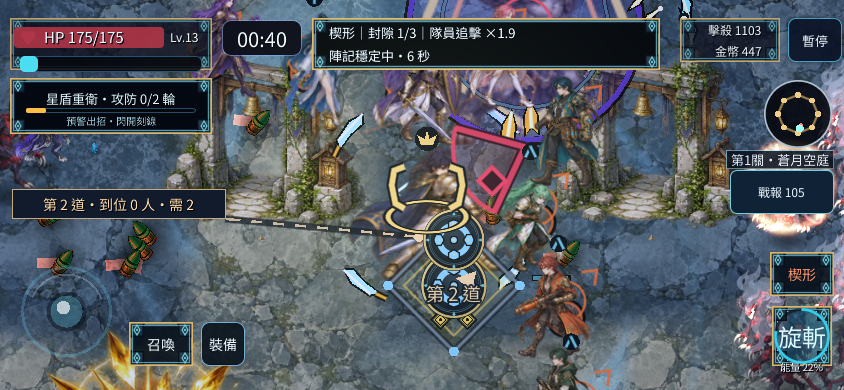 HP 175/175
Lv.13
00:40
楔形｜封隙 1/3｜隊員追擊 ×1.9
陣記穩定中・6 秒
擊殺 1103
金幣 447
暫停
星盾重衛・攻防 0/2 輪
預警出招・閃開刻線
第1關・蒼月空庭
戰報 105
第 2 道・到位 0 人・需 2
第 2 道
楔形
旋斬
能量 22%
召喚
裝備